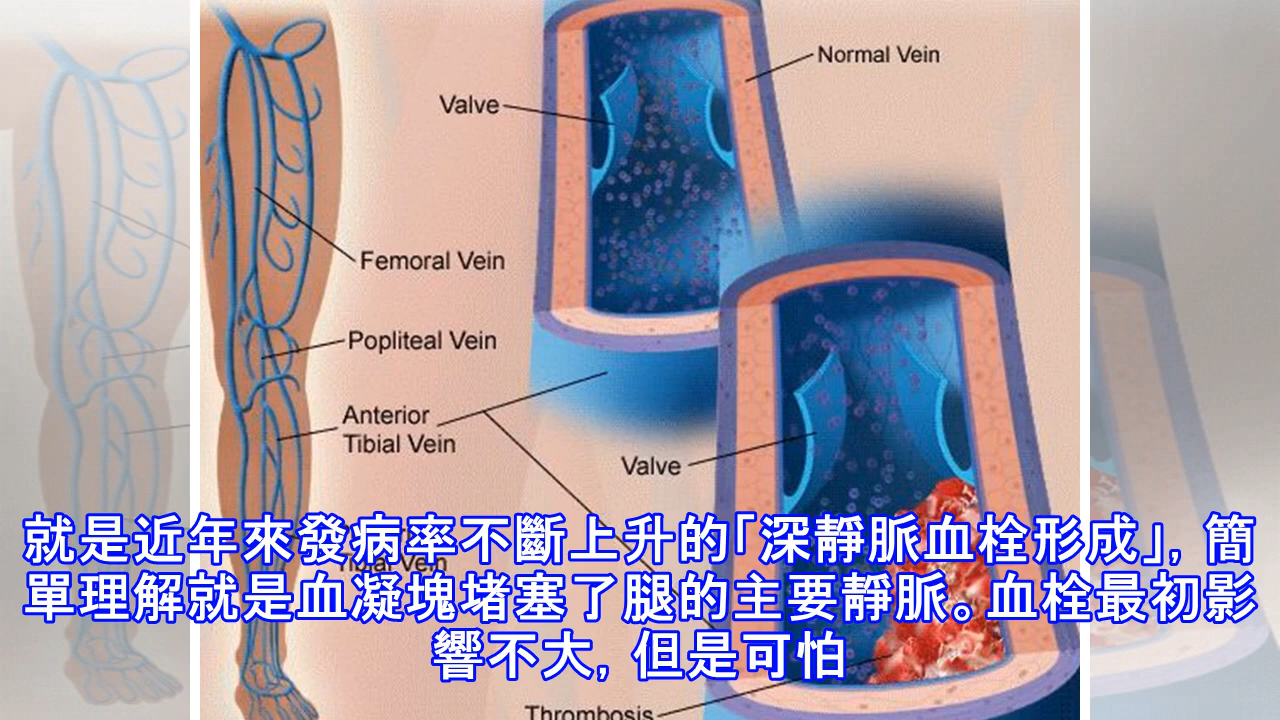 Normal Vein
Valve
Femoral Vein
Popliteal Vein
Anterior
Tibial Vein
Valve
就是近年來發病率不斷上升的「深靜脈血栓形成」, 簡
Tibial Vein
單理解就是血凝塊堵塞了腿的主要靜脈。血栓最初影
響不大, 但是可怕
Thrombosis